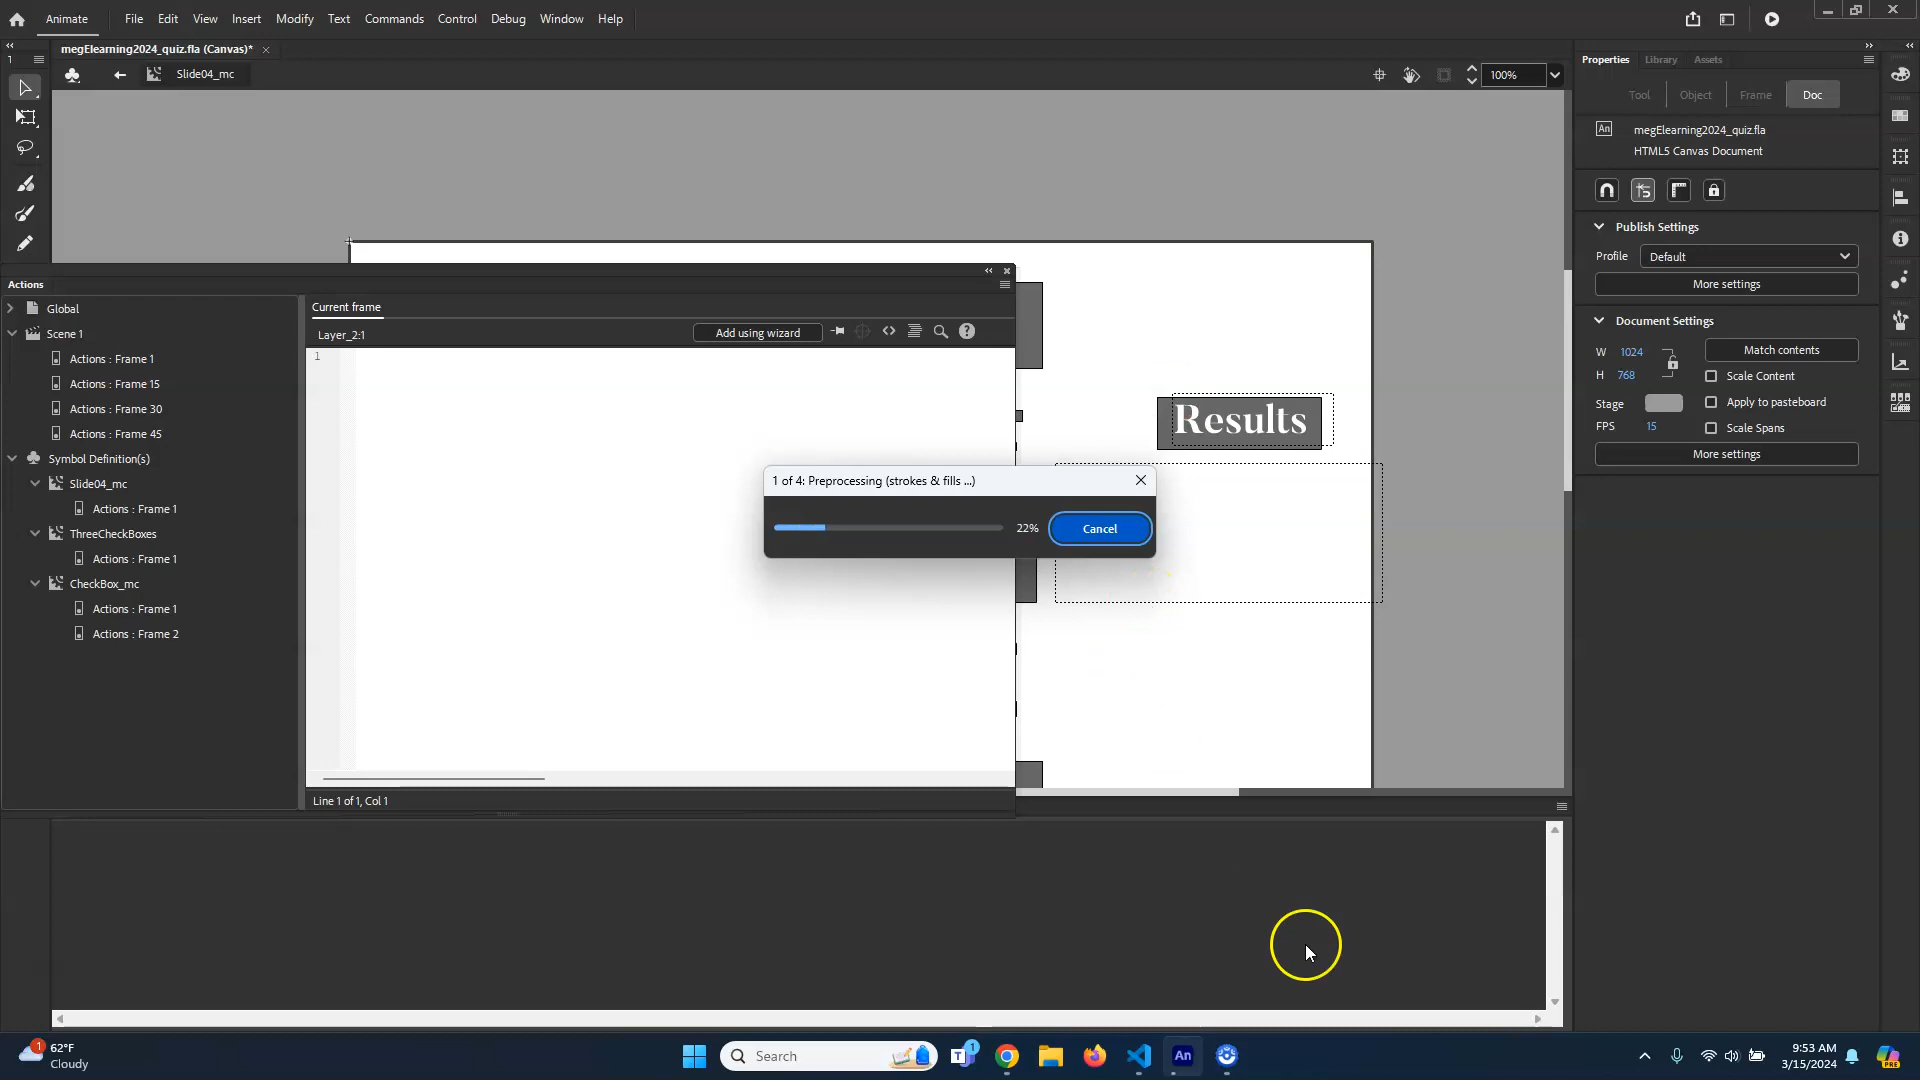 Animate File Edit View Insert Modify Text Commands Control Debug Window Help
megElearning2024_quiz.fla (Canvas)*
Slide04_mc
100%
1
Actions
Global
Scene 1
Actions : Frame 1
Actions : Frame 15
Actions : Frame 30
Actions : Frame 45
Symbol Definition(s)
Slide04_mc
Actions : Frame 1
ThreeCheckBoxes
Actions : Frame 1
CheckBox_mc
Actions : Frame 1
Actions : Frame 2
Current frame
Layer_2:1
Add using wizard
1
Line 1 of 1, Col 1
Results
1 of 4: Preprocessing (strokes & fills ...)
22%
Cancel
Properties Library Assets
Tool Object Frame Doc
An
megElearning2024_quiz.fla
HTML5 Canvas Document
Publish Settings
Profile Default
More settings
Document Settings
W 1024
H 768
Match contents
Scale Content
Stage
Apply to pasteboard
FPS 15
Scale Spans
More settings
1
62°F
Cloudy
Search
T
1
An
9:53 AM
3/15/2024
PRE